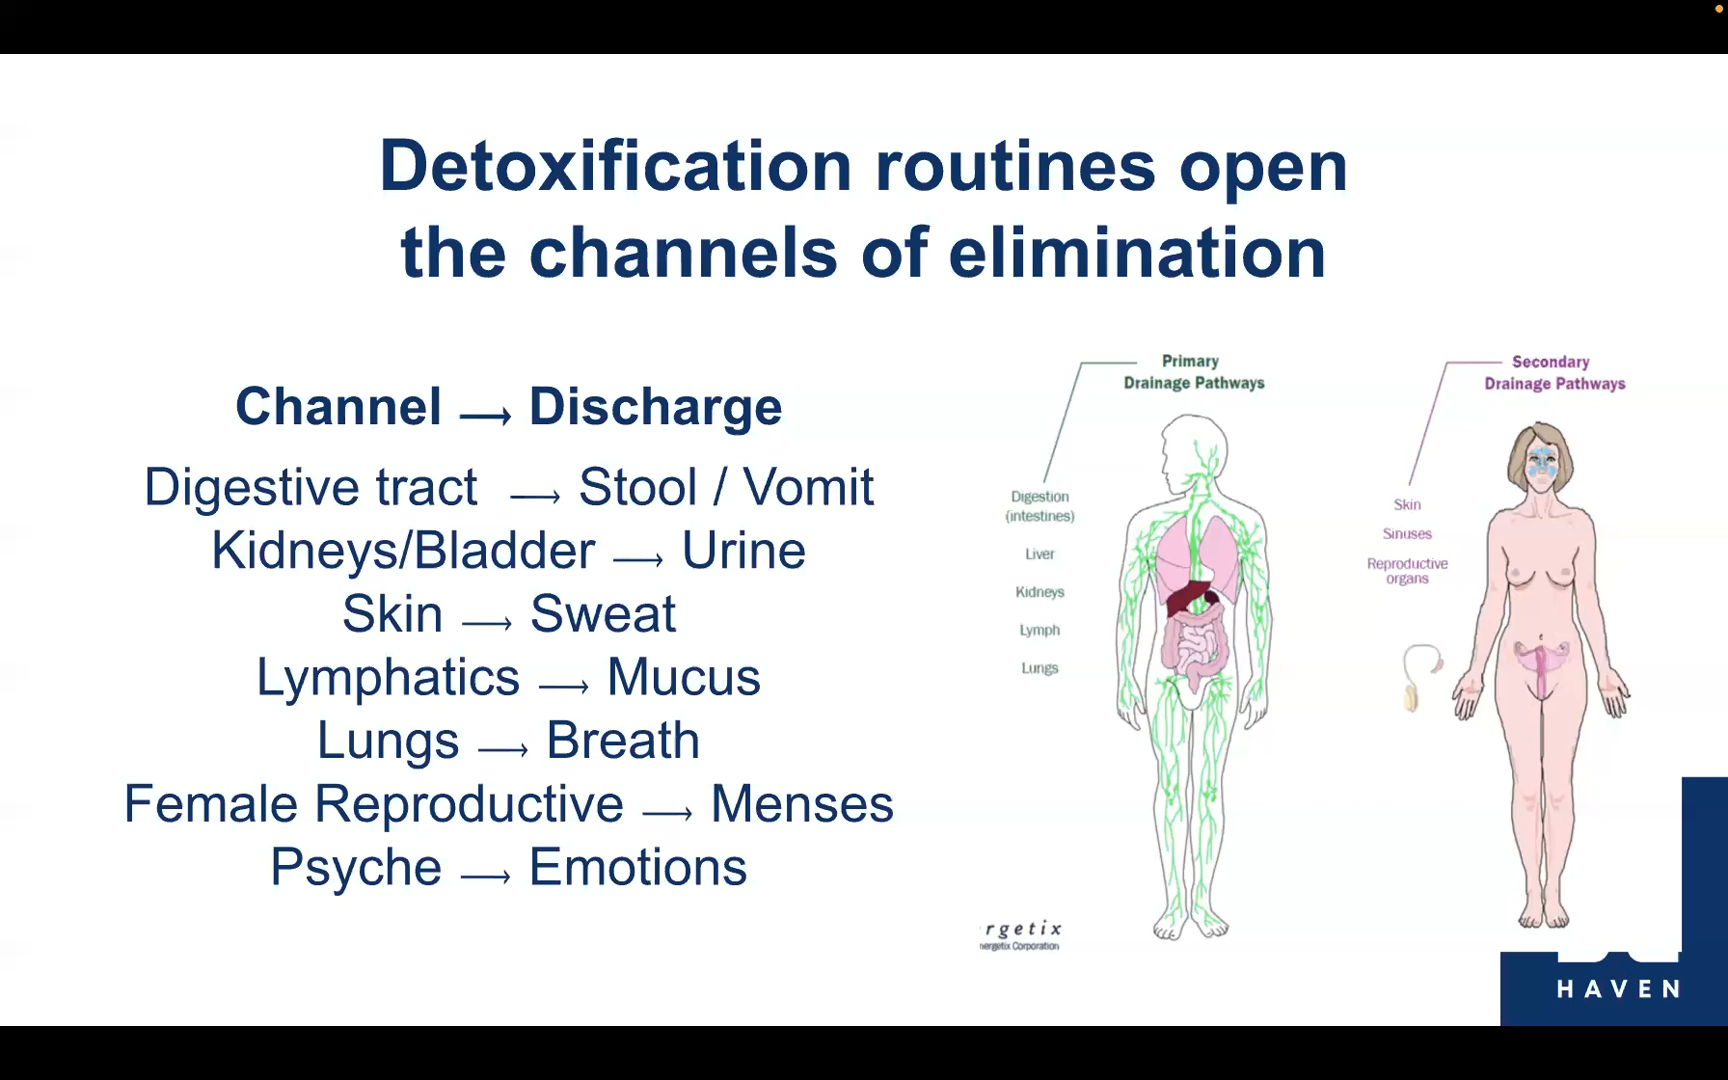 Detoxification routines open
the channels of elimination
Channel → Discharge
Digestive tract → Stool / Vomit
Kidneys/Bladder → Urine
Skin → Sweat
Lymphatics → Mucus
Lungs → Breath
Female Reproductive → Menses
Psyche → Emotions
Primary
Drainage Pathways
Digestion
(intestines)
Liver
Kidneys
Lymph
Lungs
Secondary
Drainage Pathways
Skin
Sinuses
Reproductive
organs
rgetix
nergetix Corporation
HAVEN